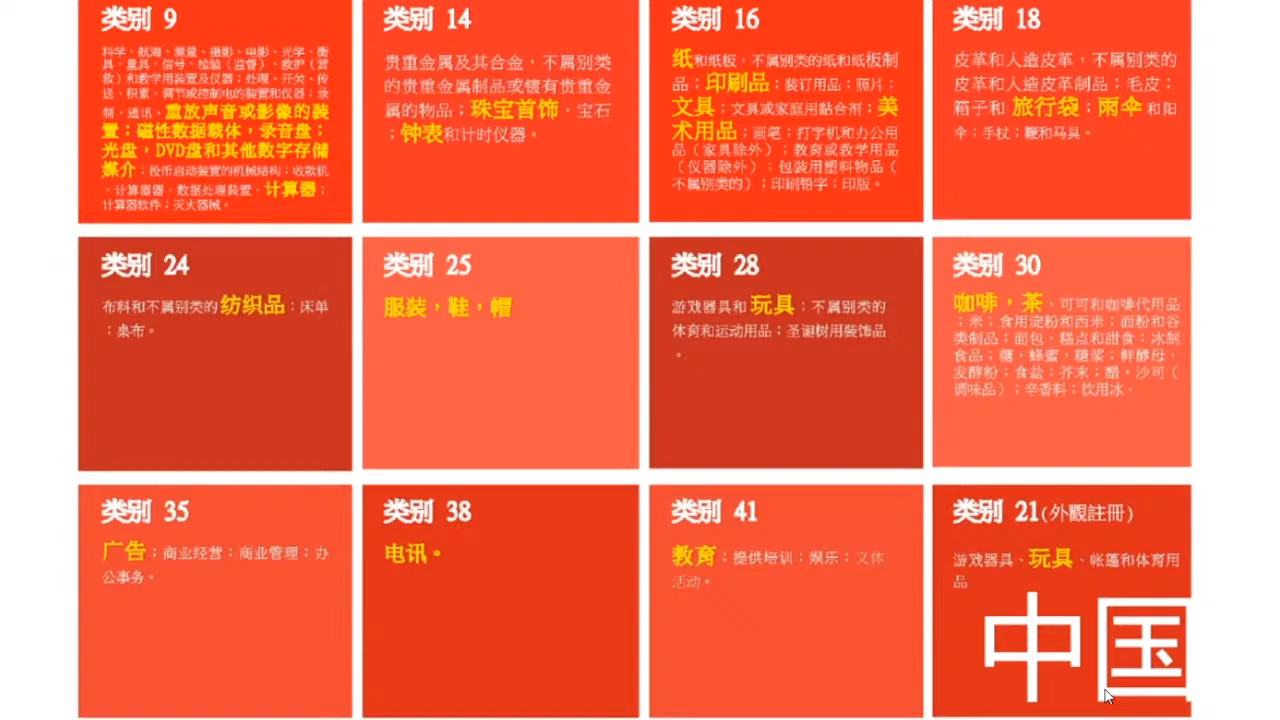 类别 9
科学、航海、测量、摄影、电影、光学、衡
具、量具、信号、检验（监督）、救护（营
救）和教学用装置及仪器；处理、开关、传
送、积累、调节或控制电的装置和仪器；录
制、通讯、重放声音或影像的装
置；磁性数据载体，录音盘；
光盘，DVD盘和其他数字存储
媒介；投币启动装置的机械结构；收款机
，计算器器，数据处理装置，计算器；
计算器软件；灭火器械。
类别 14
贵重金属及其合金，不属别类
的贵重金属制品或镀有贵重金
属的物品；珠宝首饰，宝石
；钟表和计时仪器。
类别 16
纸和纸板，不属别类的纸和纸板制
品；印刷品；装订用品；照片；
文具；文具或家庭用黏合剂；美
术用品；画笔；打字机和办公用
品（家具除外）；教育或教学用品
（仪器除外）；包装用塑料物品（
不属别类的）；印刷铅字；印版。
类别 18
皮革和人造皮革，不属别类的
皮革和人造皮革制品；毛皮；
箱子和 旅行袋；雨伞 和阳
伞；手杖；鞭和马具。
类别 24
布料和不属别类的 纺织品；床单
；桌布。
类别 25
服装，鞋，帽
类别 28
游戏器具和 玩具；不属别类的
体育和运动用品；圣诞树用装饰品
。
类别 30
咖啡，茶，可可和咖啡代用品
；米；食用淀粉和西米；面粉和谷
类制品；面包、糕点和甜食；冰制
食品；糖，蜂蜜，糖浆；鲜酵母，
发酵粉；食盐；芥末；醋，沙司（
调味品）；辛香料；饮用冰。
类别 35
广告；商业经营；商业管理；办
公事务。
类别 38
电讯。
类别 41
教育；提供培训；娱乐；文体
活动。
类别 21(外觀註冊)
游戏器具、玩具、帐篷和体育用
品
中国